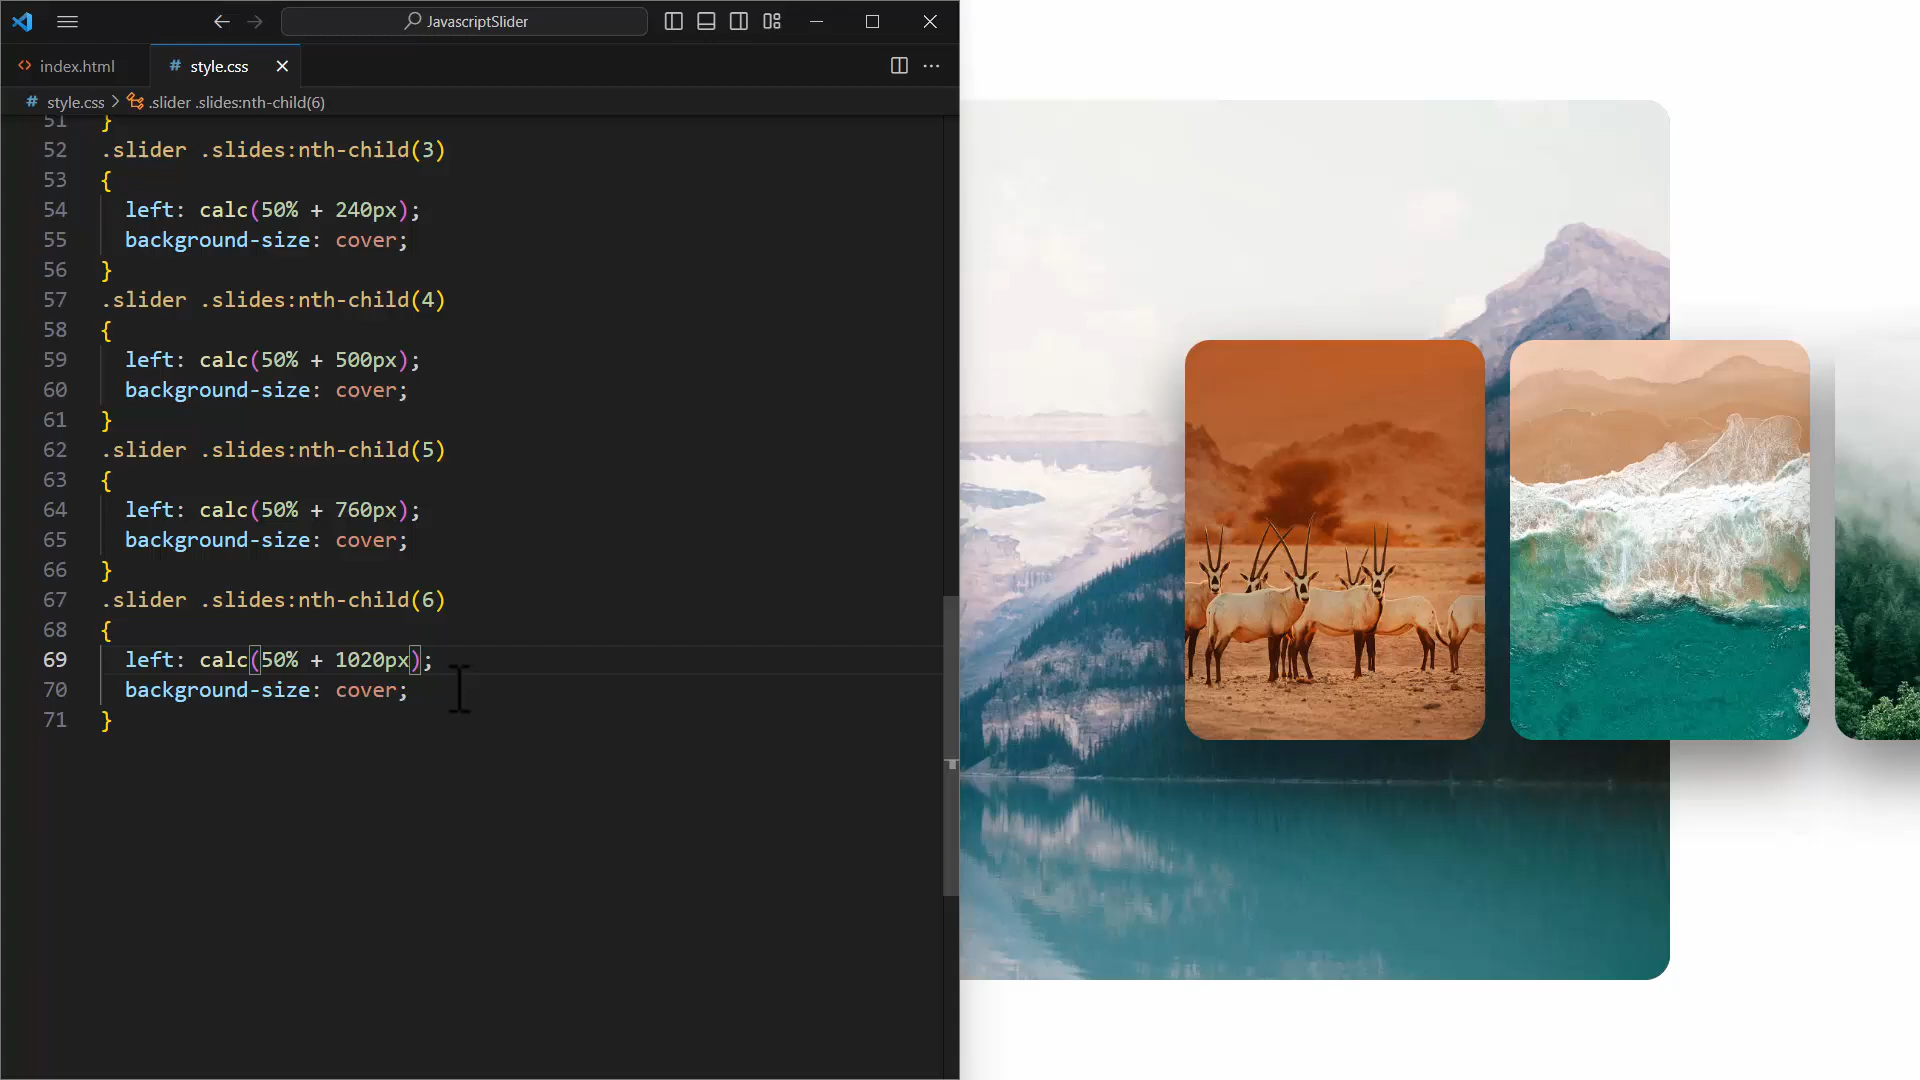 JavascriptSlider
index.html
# style.css
# style.css > .slider .slides:nth-child(6)
51 }
52 .slider .slides:nth-child(3)
53 {
54 left: calc(50% + 240px);
55 background-size: cover;
56 }
57 .slider .slides:nth-child(4)
58 {
59 left: calc(50% + 500px);
60 background-size: cover;
61 }
62 .slider .slides:nth-child(5)
63 {
64 left: calc(50% + 760px);
65 background-size: cover;
66 }
67 .slider .slides:nth-child(6)
68 {
69 left: calc(50% + 1020px);
70 background-size: cover;
71 }